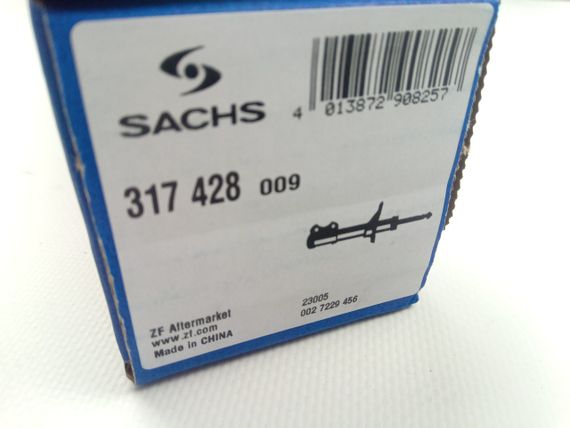 SACHS
4 013872 908257
317 428 009
23005
002 7229 456
ZF Aftermarket
www.zf.com
Made in CHINA